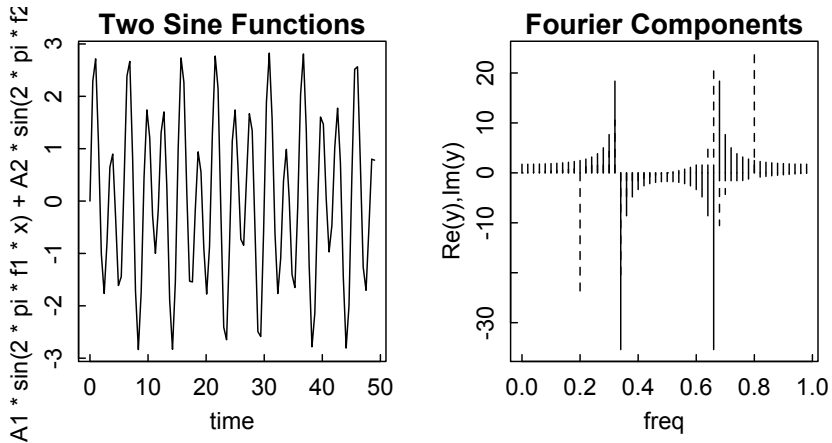 Two Sine Functions
A1 * sin(2 * pi * f1 * x) + A2 * sin(2 * pi * f2
3
2
1
0
-1
-2
-3
0 10 20 30 40 50
time
Fourier Components
Re(y),Im(y)
20
10
0
-10
-30
0.0 0.2 0.4 0.6 0.8 1.0
freq